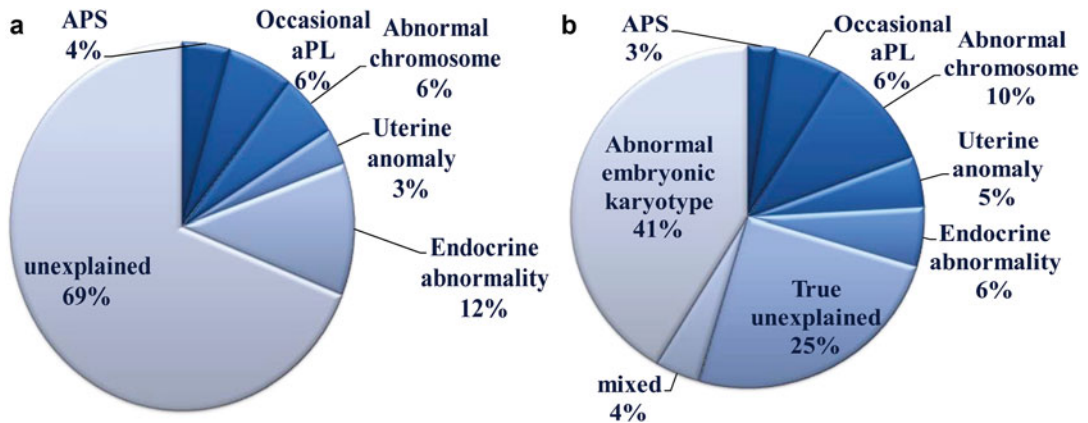 a
APS
4%
Occasional
aPL
6%
Abnormal
chromosome
6%
Uterine
anomaly
3%
Endocrine
abnormality
12%
unexplained
69%
b
APS
3%
Occasional
aPL
6%
Abnormal
chromosome
10%
Uterine
anomaly
5%
Endocrine
abnormality
6%
True
unexplained
25%
mixed
4%
Abnormal
embryonic
karyotype
41%